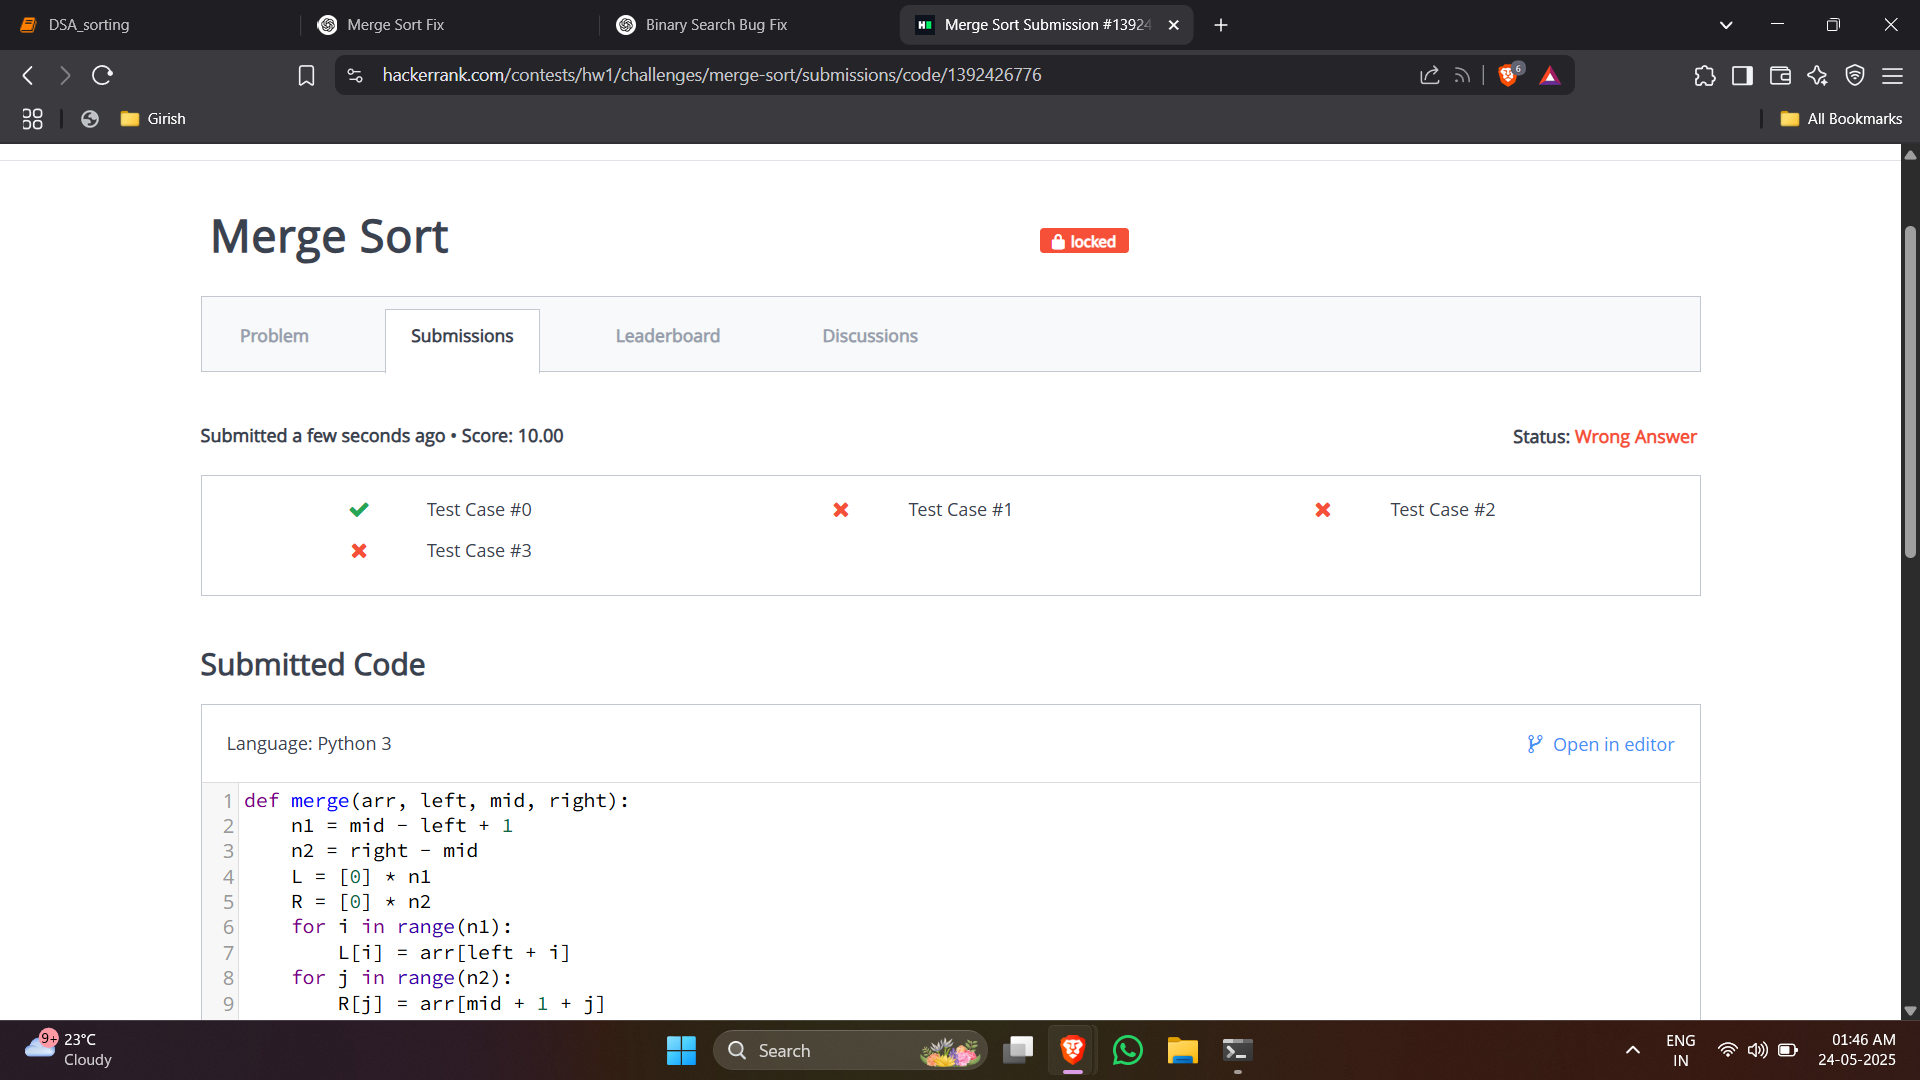 DSA_sorting
Merge Sort Fix
Binary Search Bug Fix
Merge Sort Submission #1392
hackerrank.com/contests/hw1/challenges/merge-sort/submissions/code/1392426776
6
Girish
All Bookmarks
Merge Sort
locked
Problem
Submissions
Leaderboard
Discussions
Submitted a few seconds ago • Score: 10.00
Status: Wrong Answer
Test Case #0
Test Case #1
Test Case #2
Test Case #3
Submitted Code
Language: Python 3
Open in editor
1 def merge(arr, left, mid, right):
2     n1 = mid - left + 1
3     n2 = right - mid
4     L = [0] * n1
5     R = [0] * n2
6     for i in range(n1):
7         L[i] = arr[left + i]
8     for j in range(n2):
9         R[j] = arr[mid + 1 + j]
9+
23°C
Cloudy
Search
ENG
IN
01:46 AM
24-05-2025